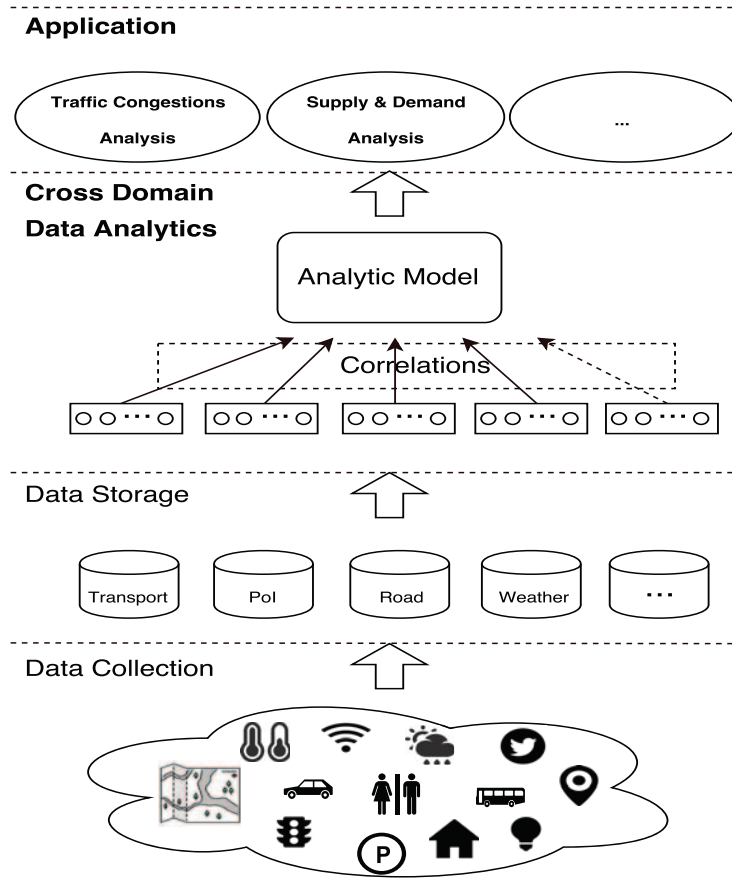 Application
Traffic Congestions
Analysis
Supply & Demand
Analysis
...
Cross Domain
Data Analytics
Analytic Model
Correlations
...
...
...
...
...
Data Storage
Transport
PoI
Road
Weather
...
Data Collection
P